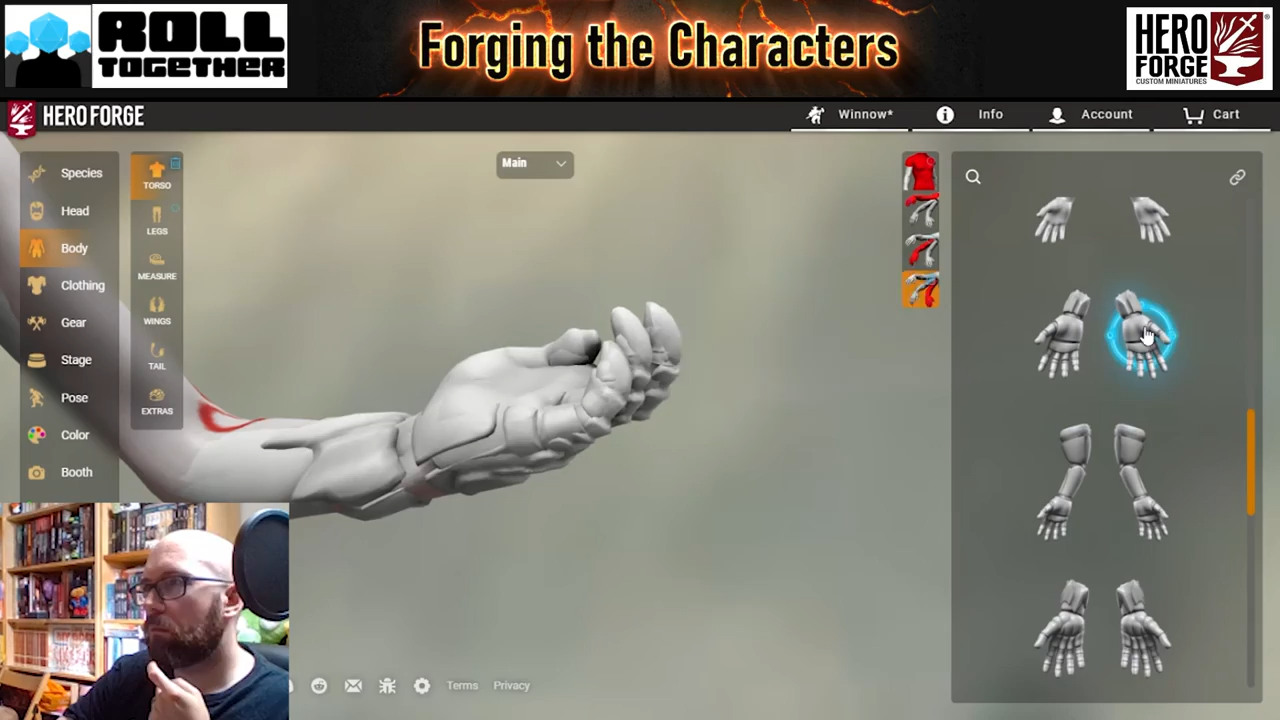 ROLL
TOGETHER
Forging the Characters
HERO
FORGE
CUSTOM MINIATURES
HERO FORGE
Winnow*
Info
Account
Cart
Species
Head
Body
Clothing
Gear
Stage
Pose
Color
Booth
TORSO
LEGS
MEASURE
WINGS
TAIL
EXTRAS
Main
Terms
Privacy